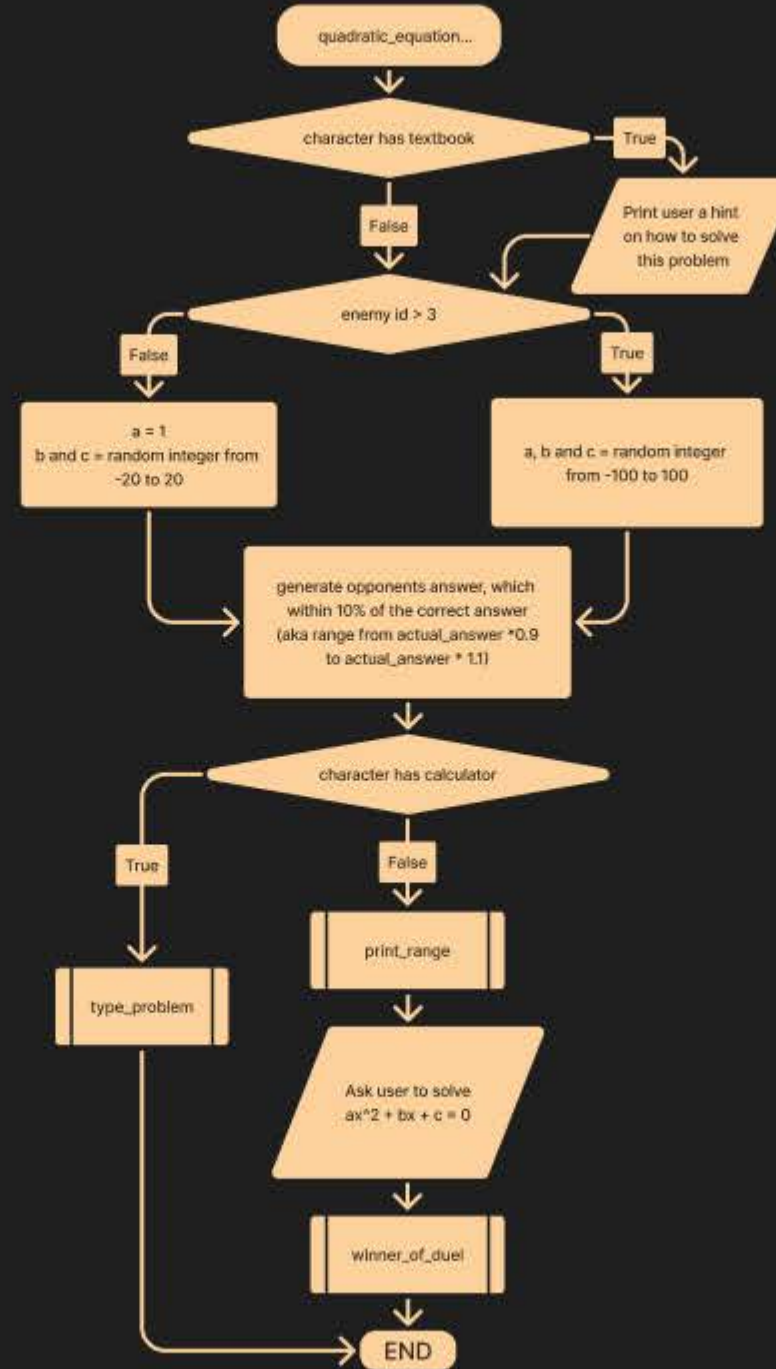 quadratic_equation...
character has textbook
True
Print user a hint
on how to solve
this problem
False
enemy id > 3
False
True
a = 1
b and c = random integer from
-20 to 20
a, b and c = random integer
from -100 to 100
generate opponents answer, which
within 10% of the correct answer
(aka range from actual_answer *0.9
to actual_answer * 1.1)
character has calculator
True
False
print_range
type_problem
Ask user to solve
ax^2 + bx + c = 0
winner_of_duel
END